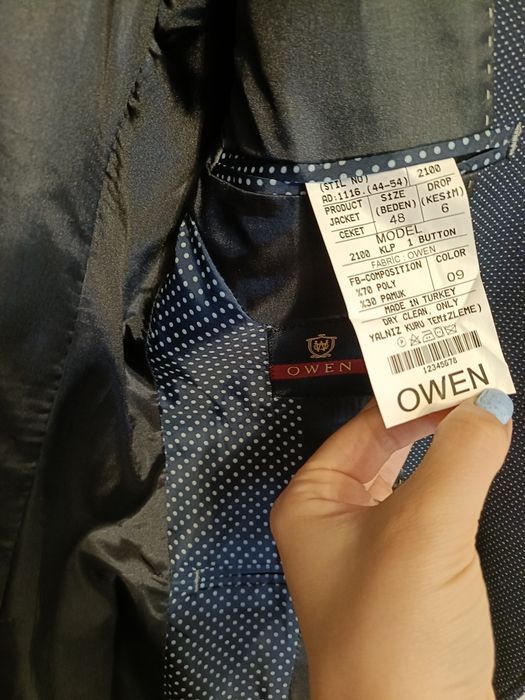 (STIL NO) 2100
AD:1116.(44-54)
PRODUCT SIZE DROP
JACKET (BEDEN) (KESİM)
CEKET 48 6
MODEL
2100 KLP 1 BUTTON
FABRIC : OWEN
FB-COMPOSITION COLOR
%70 POLY 09
%30 PAMUK
MADE IN TURKEY
DRY CLEAN. ONLY
YALNIZ KURU TEMİZLEME)
12345678
OWEN
OWEN